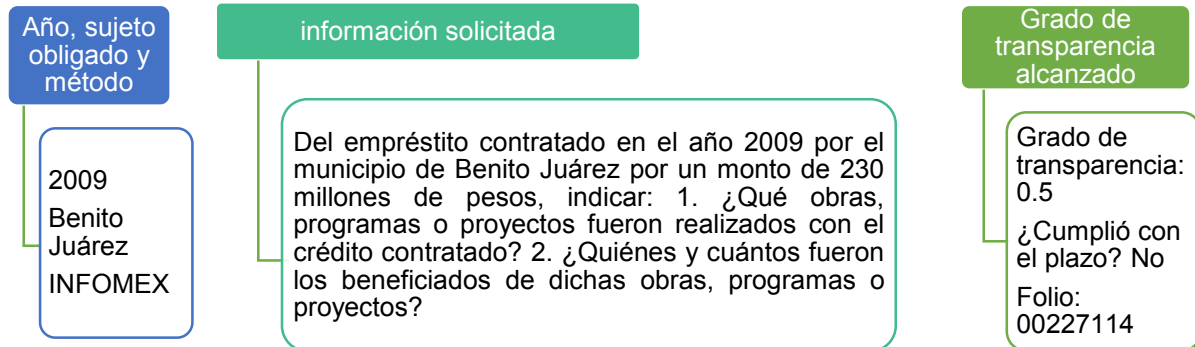 Año, sujeto
obligado y
método
2009
Benito
Juárez
INFOMEX
información solicitada
Del empréstito contratado en el año 2009 por el
municipio de Benito Juárez por un monto de 230
millones de pesos, indicar: 1. ¿Qué obras,
programas o proyectos fueron realizados con el
crédito contratado? 2. ¿Quiénes y cuántos fueron
los beneficiados de dichas obras, programas o
proyectos?
Grado de
transparencia
alcanzado
Grado de
transparencia:
0.5
¿Cumplió con
el plazo? No
Folio:
00227114